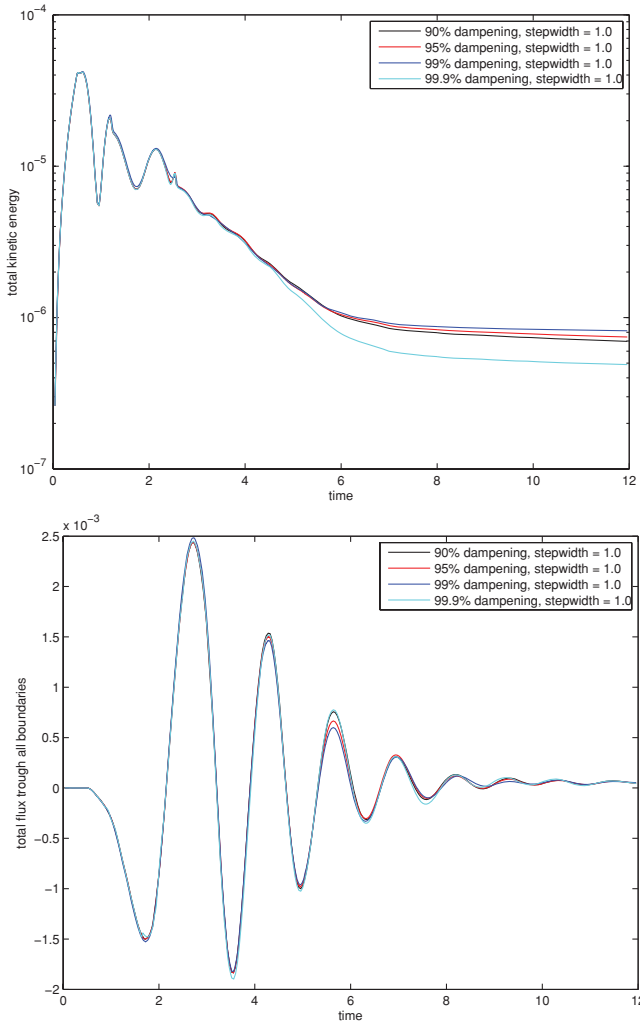 10⁻⁴
90% dampening, stepwidth = 1.0
95% dampening, stepwidth = 1.0
99% dampening, stepwidth = 1.0
99.9% dampening, stepwidth = 1.0
10⁻⁵
total kinetic energy
10⁻⁶
10⁻⁷
0 2 4 6 8 10 12
time
x 10⁻³
2.5
90% dampening, stepwidth = 1.0
95% dampening, stepwidth = 1.0
99% dampening, stepwidth = 1.0
99.9% dampening, stepwidth = 1.0
2
1.5
1
0.5
total flux trough all boundaries
0
-0.5
-1
-1.5
-2
0 2 4 6 8 10 12
time